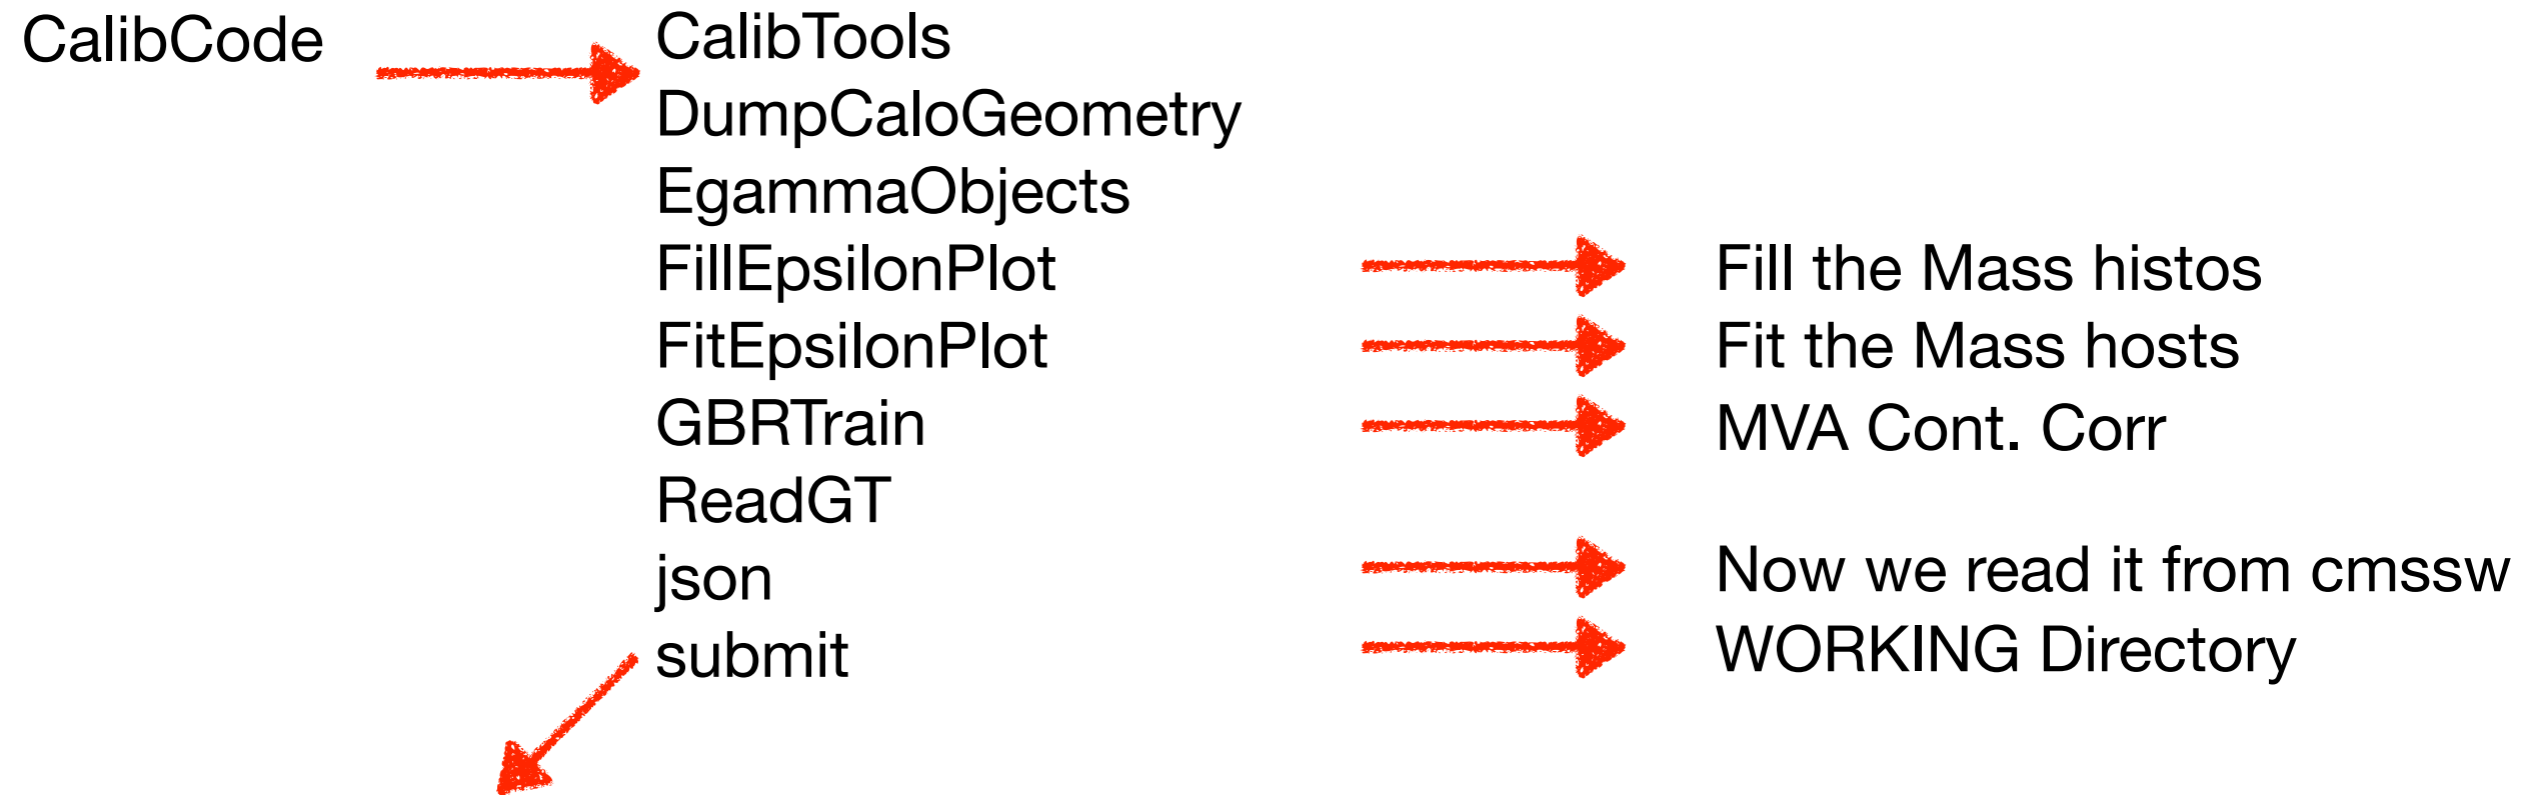 CalibCode
CalibTools
DumpCaloGeometry
EgammaObjects
FillEpsilonPlot
Fill the Mass histos
FitEpsilonPlot
Fit the Mass hosts
GBRTrain
MVA Cont. Corr
ReadGT
json
Now we read it from cmssw
submit
WORKING Directory